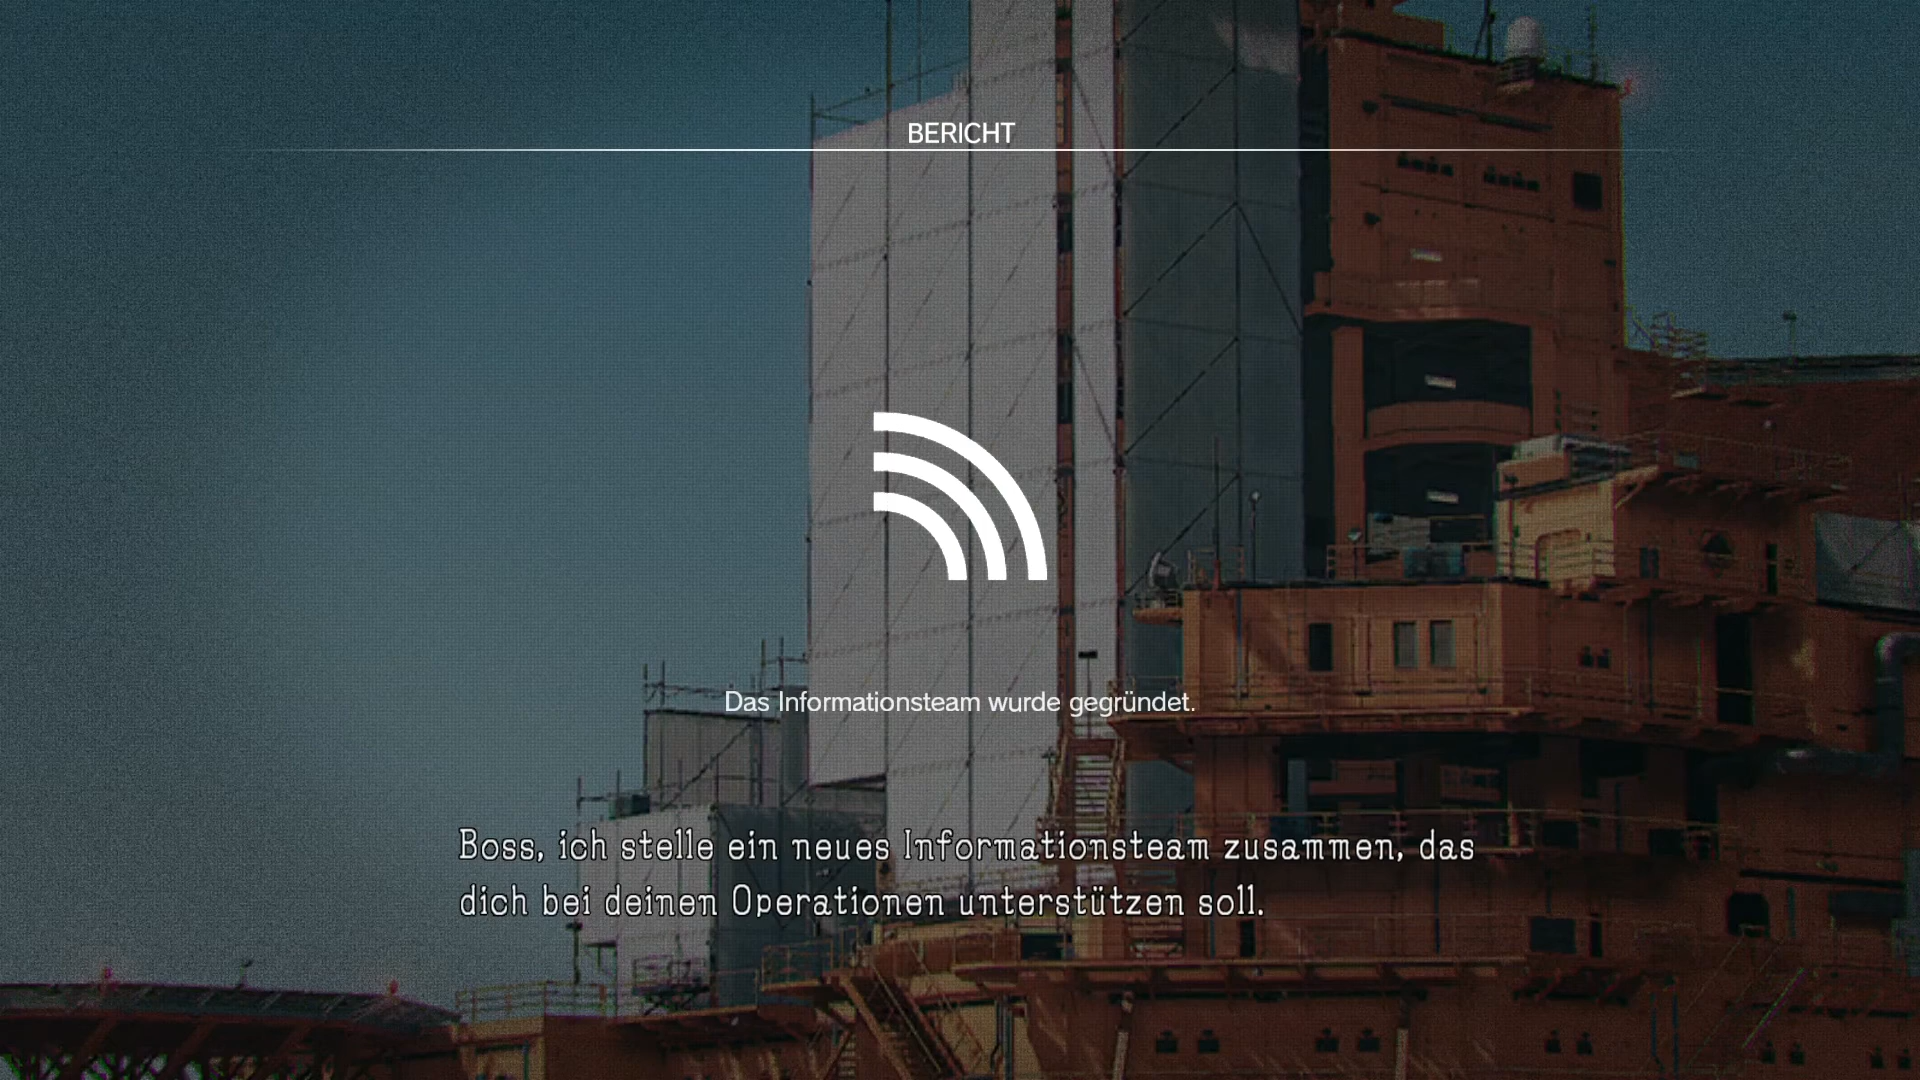 BERICHT
Das Informationsteam wurde gegründet.
Boss, ich stelle ein neues Informationsteam zusammen, das
dich bei deinen Operationen unterstützen soll.